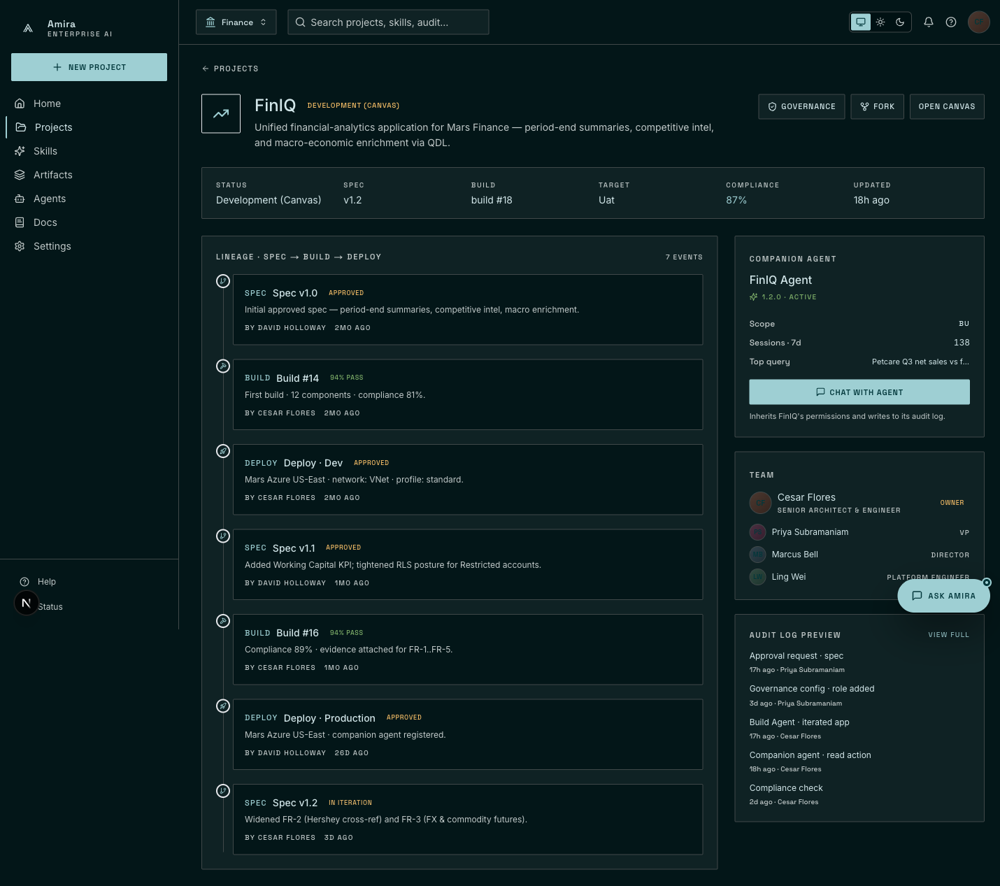 Amira
ENTERPRISE AI
Finance
Search projects, skills, audit...
CF
NEW PROJECT
Home
Projects
Skills
Artifacts
Agents
Docs
Settings
Help
Status
N
← PROJECTS
FinIQ DEVELOPMENT (CANVAS)
Unified financial-analytics application for Mars Finance — period-end summaries, competitive intel,
and macro-economic enrichment via QDL.
GOVERNANCE
FORK
OPEN CANVAS
STATUS SPEC BUILD TARGET COMPLIANCE UPDATED
Development (Canvas) v1.2 build #18 Uat 87% 18h ago
LINEAGE · SPEC → BUILD → DEPLOY 7 EVENTS
SPEC Spec v1.0 APPROVED
Initial approved spec — period-end summaries, competitive intel, macro enrichment.
BY DAVID HOLLOWAY 2MO AGO
BUILD Build #14 94% PASS
First build · 12 components · compliance 81%.
BY CESAR FLORES 2MO AGO
DEPLOY Deploy · Dev APPROVED
Mars Azure US-East · network: VNet · profile: standard.
BY CESAR FLORES 2MO AGO
SPEC Spec v1.1 APPROVED
Added Working Capital KPI; tightened RLS posture for Restricted accounts.
BY DAVID HOLLOWAY 1MO AGO
BUILD Build #16 94% PASS
Compliance 89% · evidence attached for FR-1..FR-5.
BY CESAR FLORES 1MO AGO
DEPLOY Deploy · Production APPROVED
Mars Azure US-East · companion agent registered.
BY DAVID HOLLOWAY 26D AGO
SPEC Spec v1.2 IN ITERATION
Widened FR-2 (Hershey cross-ref) and FR-3 (FX & commodity futures).
BY CESAR FLORES 3D AGO
COMPANION AGENT
FinIQ Agent
1.2.0 · ACTIVE
Scope BU
Sessions · 7d 138
Top query Petcare Q3 net sales vs f...
CHAT WITH AGENT
Inherits FinIQ's permissions and writes to its audit log.
TEAM
CF Cesar Flores OWNER
SENIOR ARCHITECT & ENGINEER
PS Priya Subramaniam VP
MB Marcus Bell DIRECTOR
LW Ling Wei PLATFORM ENGINEER
ASK AMIRA
AUDIT LOG PREVIEW VIEW FULL
Approval request · spec
17h ago · Priya Subramaniam
Governance config · role added
3d ago · Priya Subramaniam
Build Agent · iterated app
17h ago · Cesar Flores
Companion agent · read action
18h ago · Cesar Flores
Compliance check
2d ago · Cesar Flores